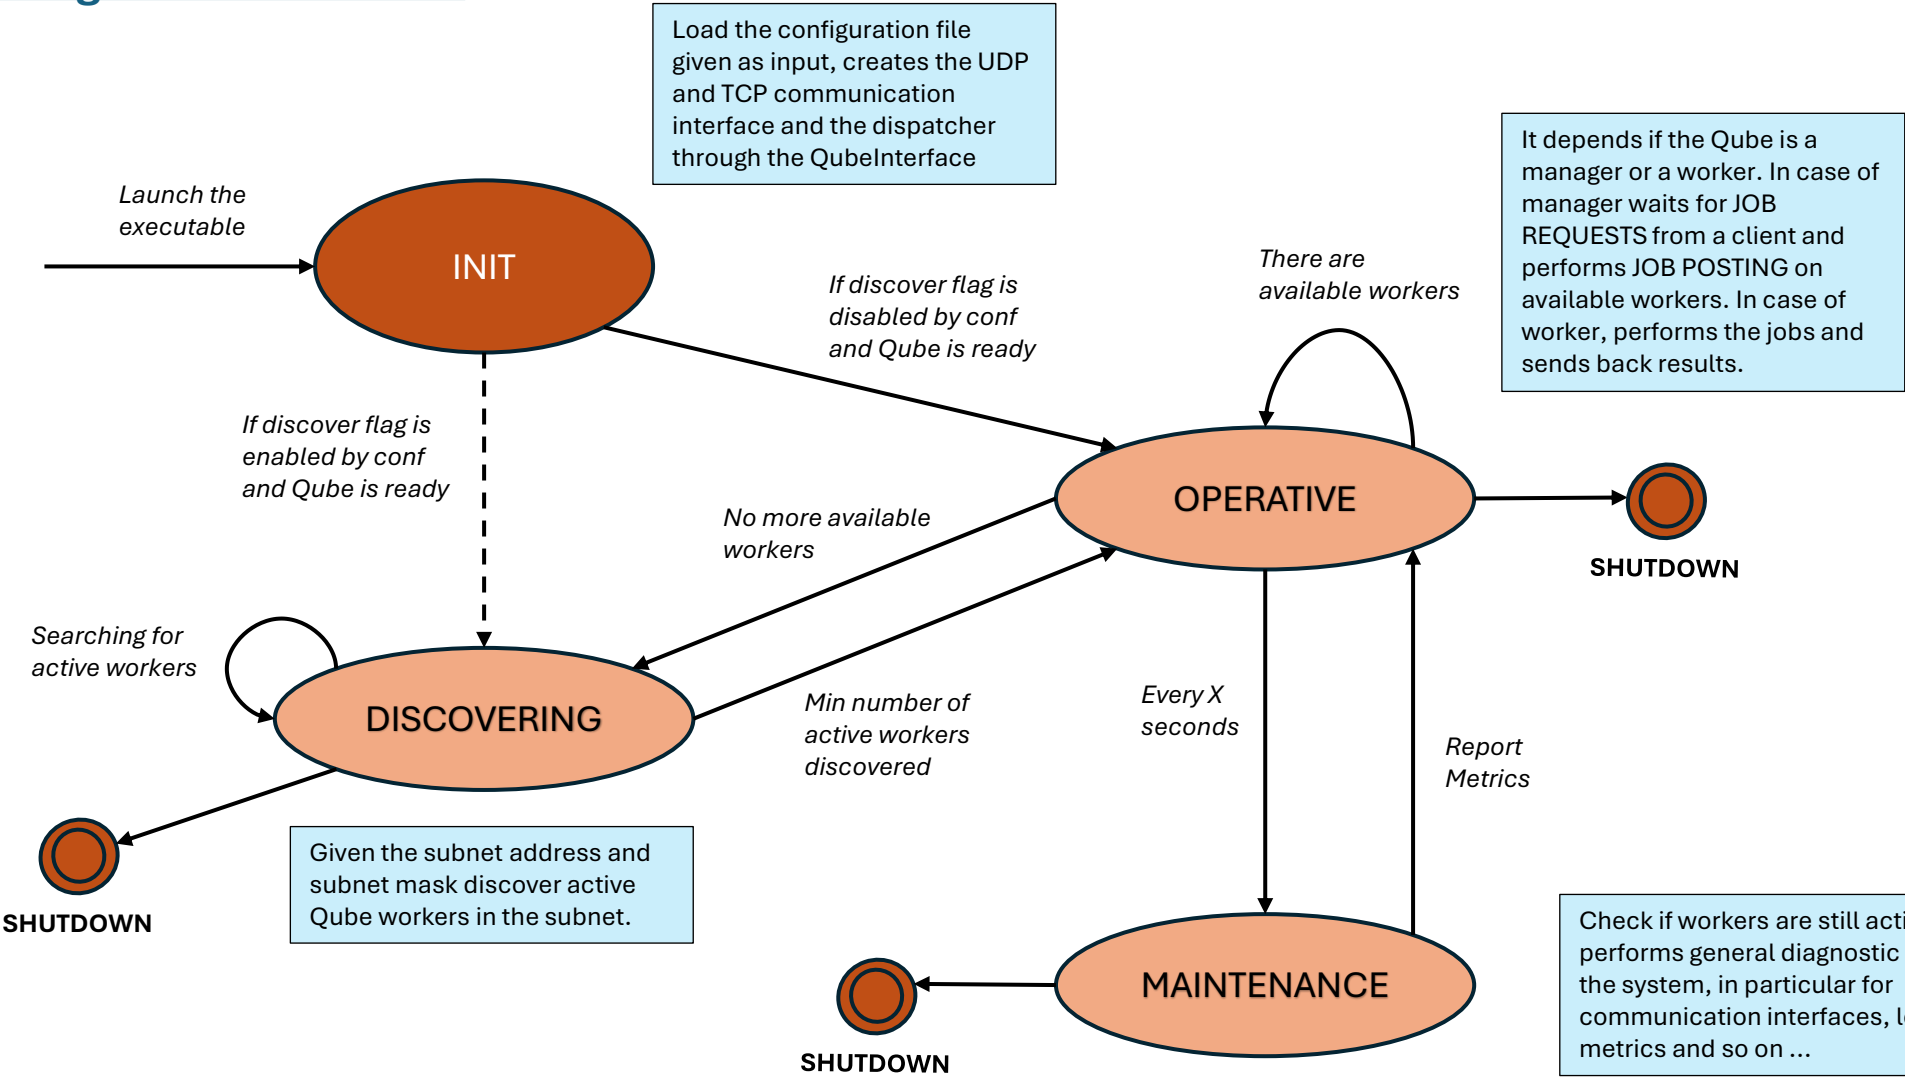 Load the configuration file
given as input, creates the UDP
and TCP communication
interface and the dispatcher
through the QubeInterface
It depends if the Qube is a
manager or a worker. In case of
manager waits for JOB
REQUESTS from a client and
performs JOB POSTING on
available workers. In case of
worker, performs the jobs and
sends back results.
Launch the
executable
INIT
If discover flag is
disabled by conf
and Qube is ready
There are
available workers
If discover flag is
enabled by conf
and Qube is ready
No more available
workers
OPERATIVE
SHUTDOWN
Searching for
active workers
DISCOVERING
Min number of
active workers
discovered
Every X
seconds
Report
Metrics
SHUTDOWN
Given the subnet address and
subnet mask discover active
Qube workers in the subnet.
MAINTENANCE
SHUTDOWN
Check if workers are still
performs general diagnostic
the system, in particular for
communication interfaces,
metrics and so on ...